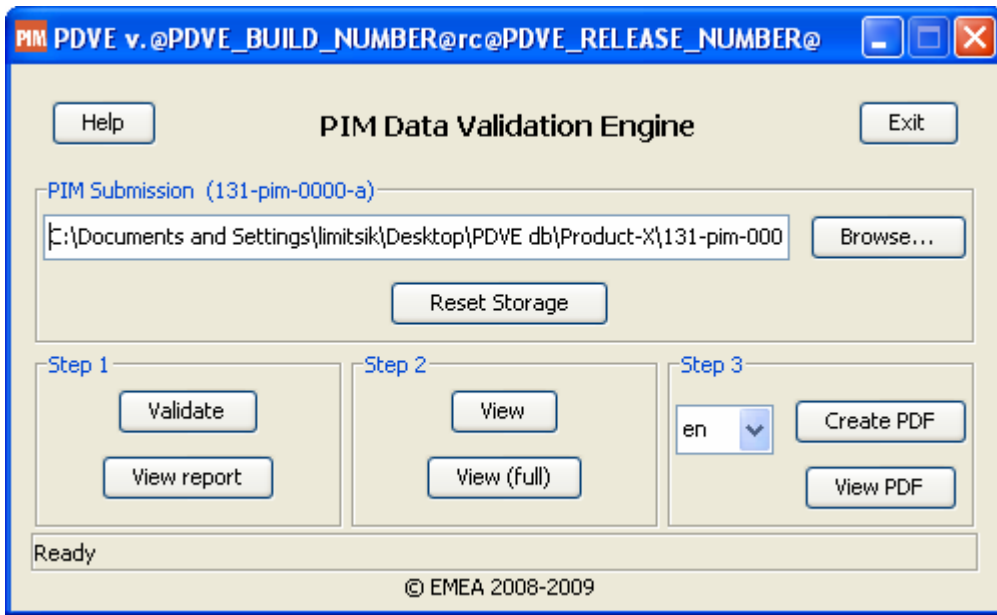 PIM PDVE v.@PDVE_BUILD_NUMBER@rc@PDVE_RELEASE_NUMBER@
Help PIM Data Validation Engine Exit
PIM Submission (131-pim-0000-a)
C:\Documents and Settings\limitsik\Desktop\PDVE db\Product-X\131-pim-000 Browse...
Reset Storage
Step 1 Step 2 Step 3
Validate View en Create PDF
View report View (full) View PDF
Ready
© EMEA 2008-2009